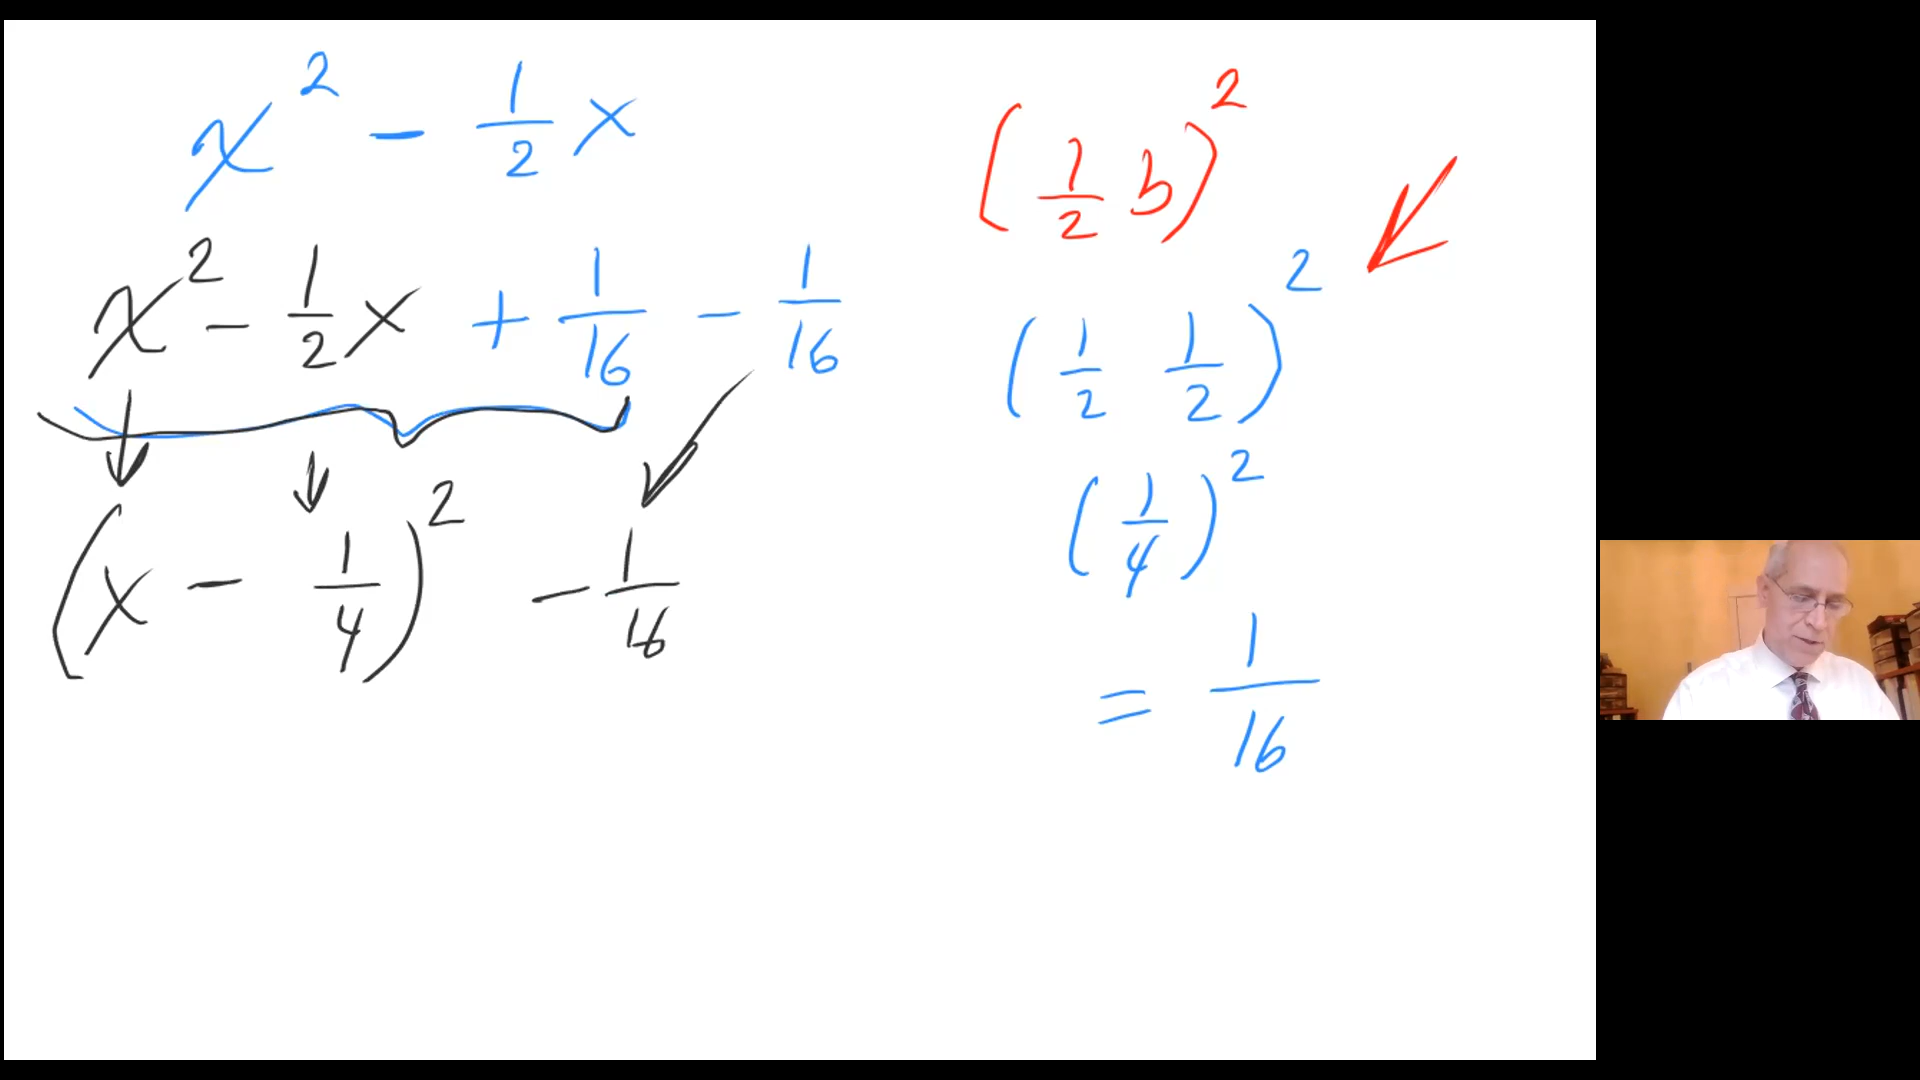 x² - 1/2 x
x² - 1/2 x + 1/16 - 1/16
(x - 1/4)² - 1/16
(1/2 b)²
(1/2 1/2)²
(1/4)²
= 1/16